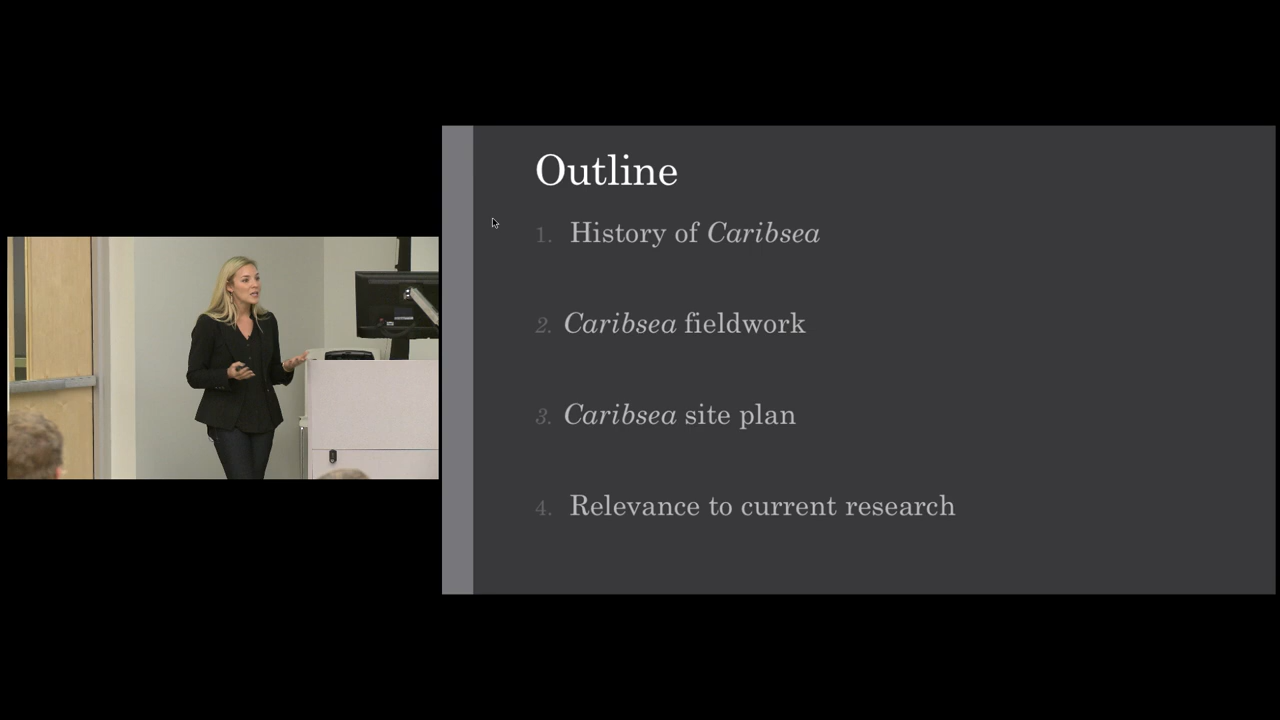 Outline
1. History of Caribsea
2. Caribsea fieldwork
3. Caribsea site plan
4. Relevance to current research